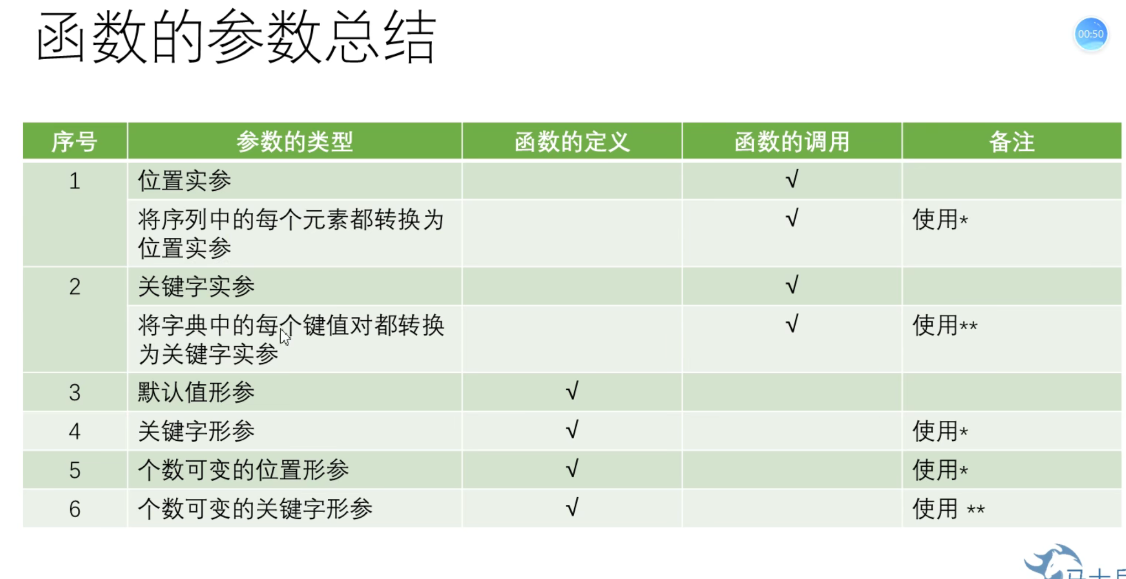 函数的参数总结
00:50
序号 参数的类型 函数的定义 函数的调用 备注
1 位置实参 √
将序列中的每个元素都转换为 √ 使用*
位置实参
2 关键字实参 √
将字典中的每个键值对都转换 √ 使用**
为关键字实参
3 默认值形参 √
4 关键字形参 √ 使用*
5 个数可变的位置形参 √ 使用*
6 个数可变的关键字形参 √ 使用 **